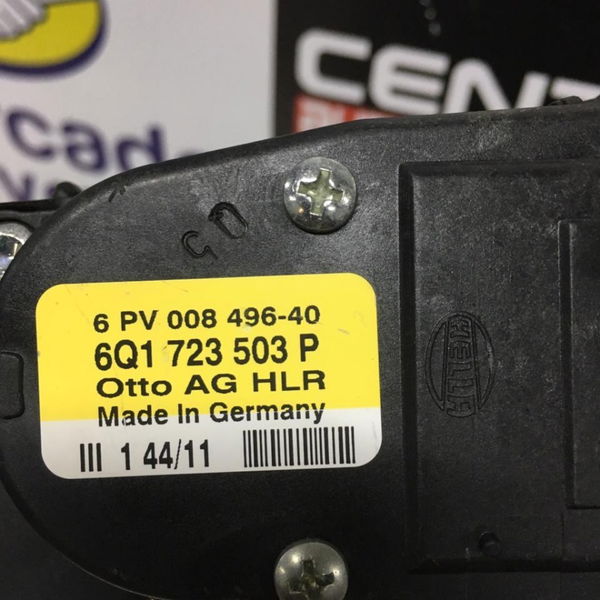 CENT
6 PV 008 496-40
6Q1 723 503 P
Otto AG HLR
Made In Germany
III 1 44/11
HELLA